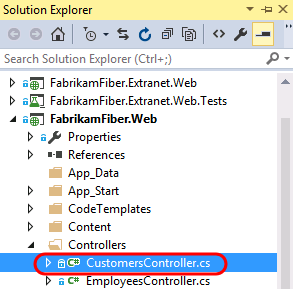 Solution Explorer
Search Solution Explorer (Ctrl+;)
FabrikamFiber.Extranet.Web
FabrikamFiber.Extranet.Web.Tests
FabrikamFiber.Web
Properties
References
App_Data
App_Start
CodeTemplates
Content
Controllers
C# CustomersController.cs
C# EmployeesController.cs